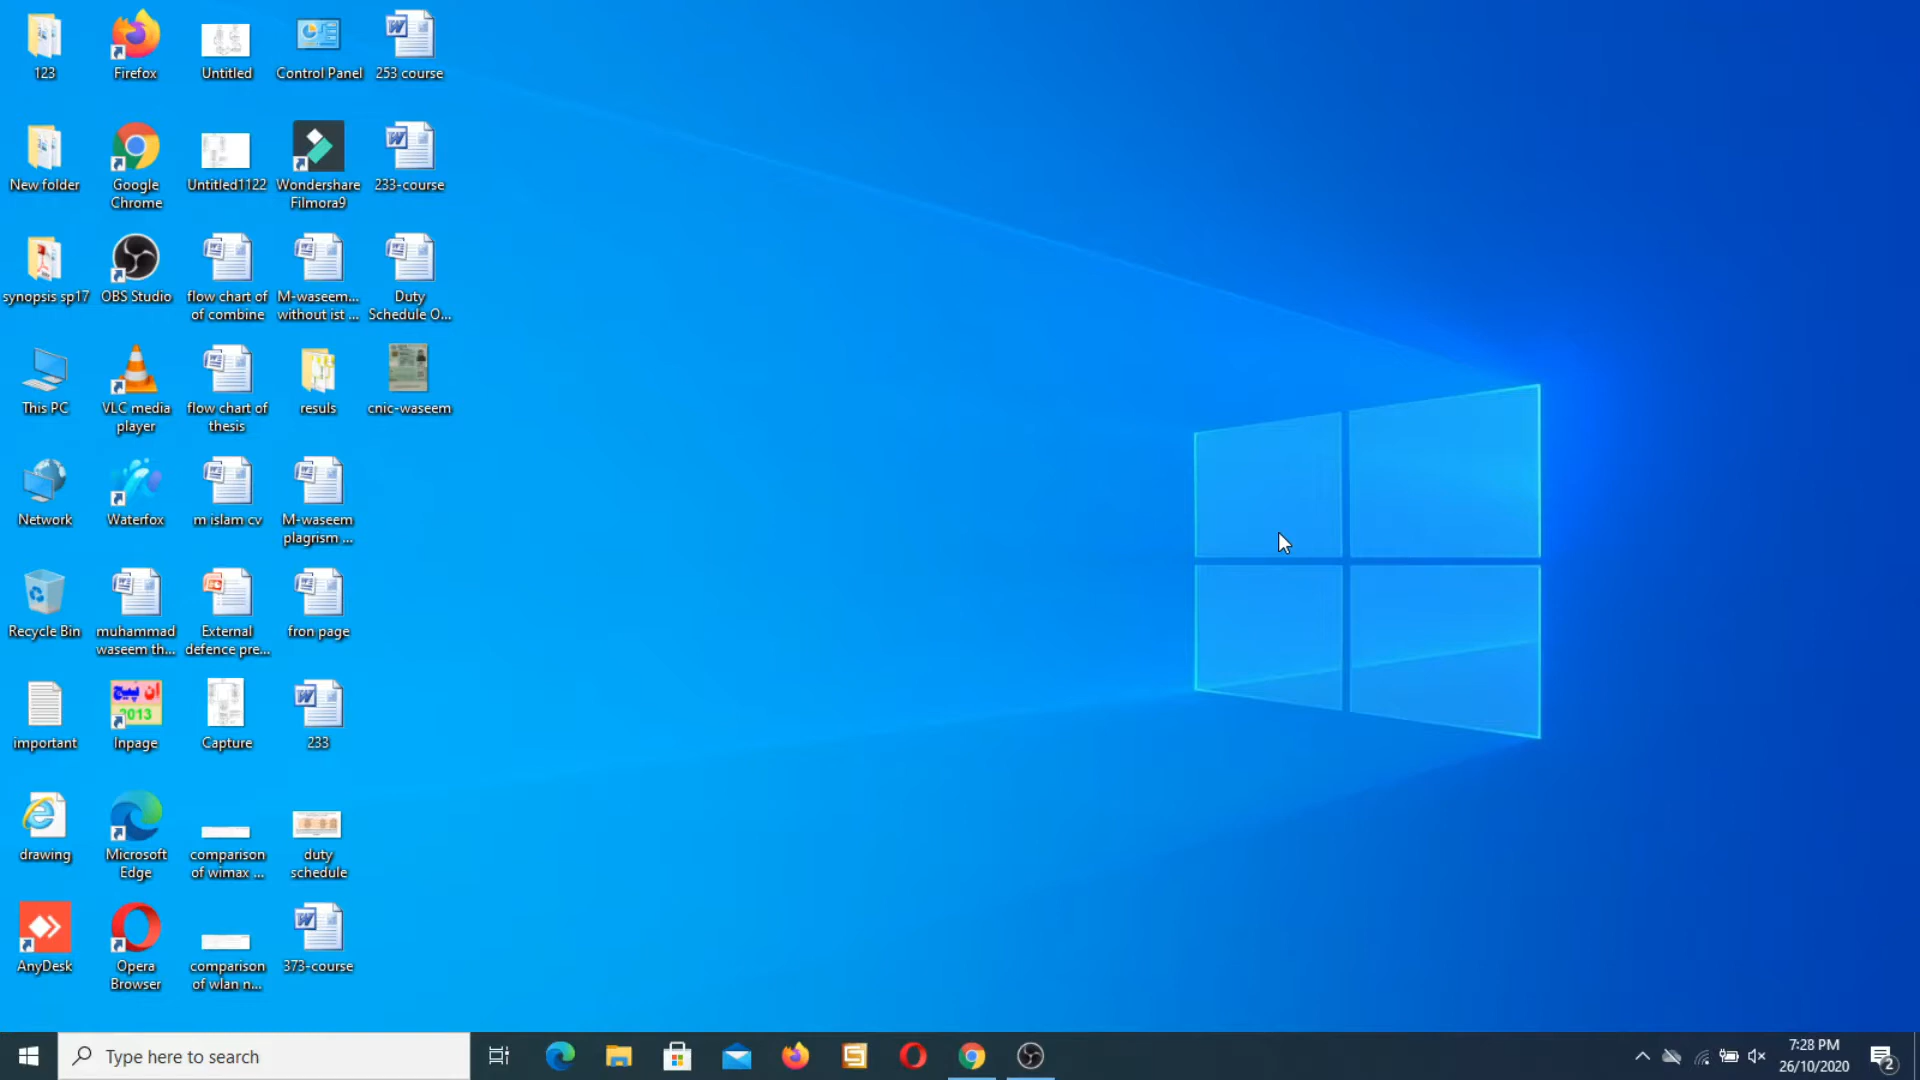 123
Firefox
Untitled
Control Panel
253 course
New folder
Google
Chrome
Untitled1122
Wondershare
Filmora9
233-course
synopsis sp17
OBS Studio
flow chart of
of combine
M-waseem...
without ist ...
Duty
Schedule O...
This PC
VLC media
player
flow chart of
thesis
resuls
cnic-waseem
Network
Waterfox
m islam cv
M-waseem
plagrism ...
Recycle Bin
muhammad
waseem th...
External
defence pre...
fron page
important
ان پیج
2013
Inpage
Capture
233
drawing
Microsoft
Edge
comparison
of wimax ...
duty
schedule
AnyDesk
Opera
Browser
comparison
of wlan n...
373-course
Type here to search
7:28 PM
26/10/2020
2